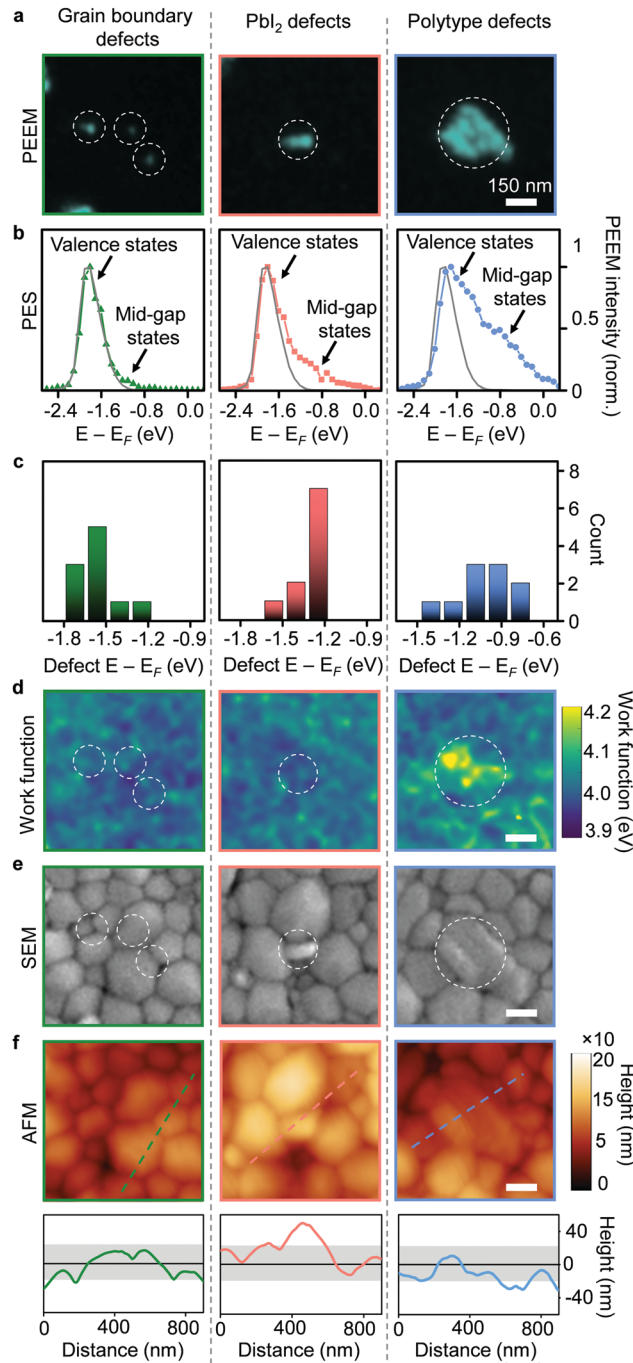 a
Grain boundary
defects
PbI₂ defects
Polytype defects
PEEM
150 nm
b
PES
Valence states
Mid-gap
states
Valence states
Mid-gap
states
Valence states
Mid-gap
states
1
0.5
0
PEEM intensity (norm.)
-2.4 -1.6 -0.8 0.0
-2.4 -1.6 -0.8 0.0
-2.4 -1.6 -0.8 0.0
E − E_F (eV)
E − E_F (eV)
E − E_F (eV)
c
8
6
4
2
0
Count
-1.8 -1.5 -1.2 -0.9
-1.8 -1.5 -1.2 -0.9
-1.5 -1.2 -0.9 -0.6
Defect E − E_F (eV)
Defect E − E_F (eV)
Defect E − E_F (eV)
d
Work function
4.2
4.1
4.0
3.9
Work function
(eV)
e
SEM
f
AFM
×10
20
10
5
0
Height (nm)
40
0
-40
Height
(nm)
0 400 800
0 400 800
0 400 800
Distance (nm)
Distance (nm)
Distance (nm)